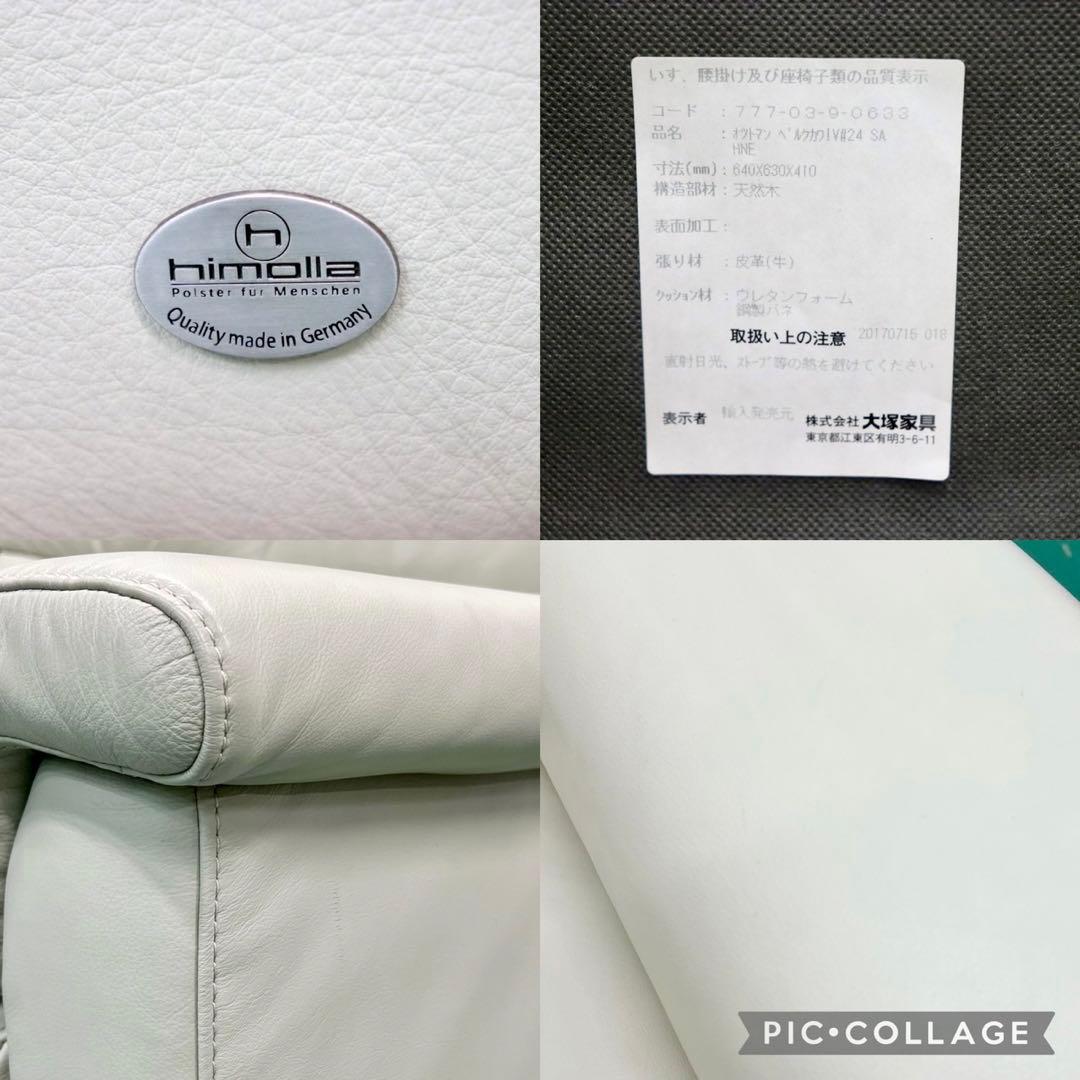 h
himolla
Polster für Menschen
Quality made in Germany
いす、腰掛け及び座椅子類の品質表示
コード : 777-03-9-0633
品名 : ｵﾂﾄﾏﾝ ﾍﾞﾙﾂｶﾜIV#24 SA
HNE
寸法(mm) : 640X630X410
構造部材 : 天然木
表面加工 :
張り材 : 皮革(牛)
ｸｯｼｮﾝ材 : ウレタンフォーム
鋼製バネ
取扱い上の注意 20170715-018
直射日光、ｽﾄｰﾌﾞ等の熱を避けてください
表示者 輸入発売元 株式会社 大塚家具
東京都江東区有明3-6-11
PIC•COLLAGE